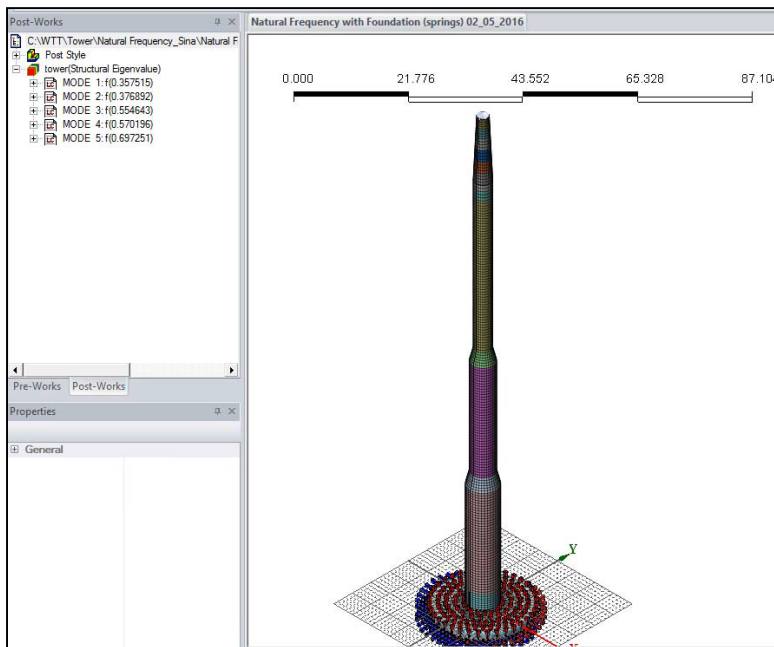 Post-Works
C:\WTT\Tower\Natural Frequency_Sina\Natural F
Post Style
tower(Structural Eigenvalue)
MODE 1: f(0.357515)
MODE 2: f(0.376892)
MODE 3: f(0.554643)
MODE 4: f(0.570196)
MODE 5: f(0.697251)
Pre-Works Post-Works
Properties
General
Natural Frequency with Foundation (springs) 02_05_2016
0.000 21.776 43.552 65.328 87.104
Y
X